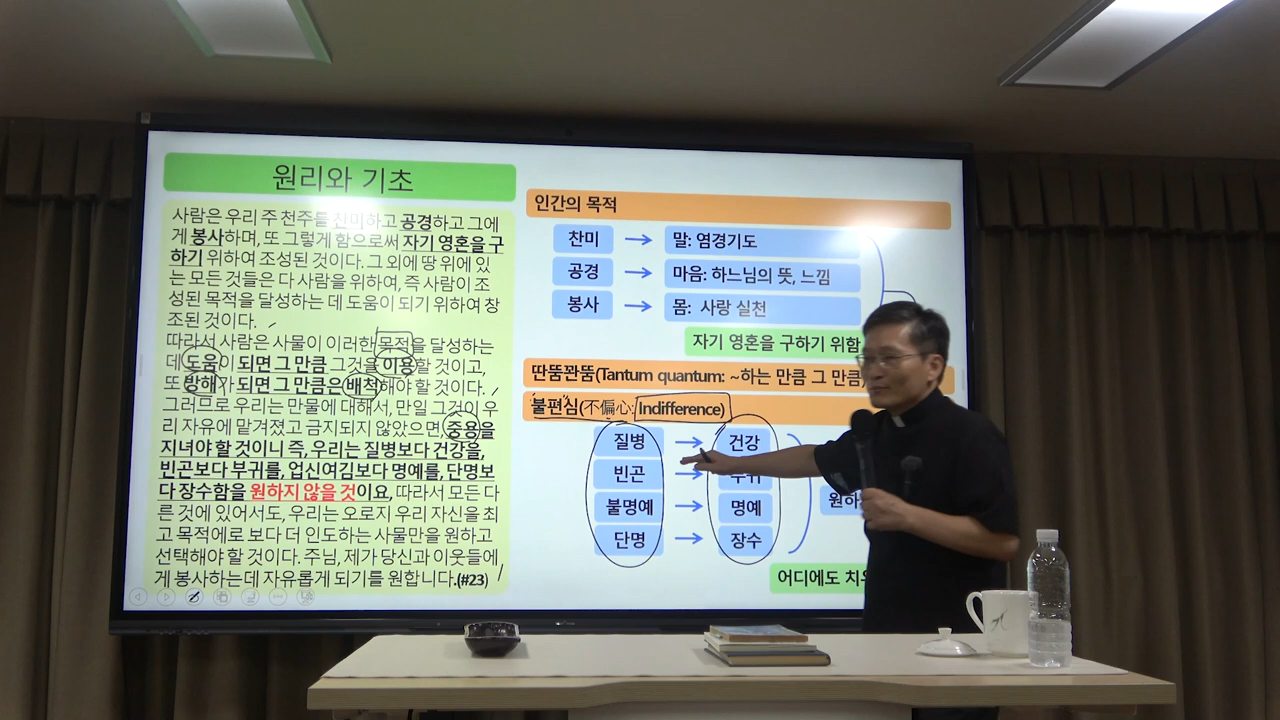 원리와 기초
사람은 우리 주 천주를 찬미하고 공경하고 그에
게 봉사하며, 또 그렇게 함으로써 자기 영혼을 구
하기 위하여 조성된 것이다. 그 외에 땅 위에 있
는 모든 것들은 다 사람을 위하여, 즉 사람이 조
성된 목적을 달성하는 데 도움이 되기 위하여 창
조된 것이다.
따라서 사람은 사물이 이러한 목적을 달성하는
데 도움이 되면 그 만큼 그것을 이용할 것이고,
또 방해가 되면 그 만큼은 배척해야 할 것이다.
그러므로 우리는 만물에 대해서, 만일 그것이 우
리 자유에 맡겨졌고 금지되지 않았으면 중용을
지녀야 할 것이니 즉, 우리는 질병보다 건강을,
빈곤보다 부귀를, 업신여김보다 명예를, 단명보
다 장수함을 원하지 않을 것이요, 따라서 모든 다
른 것에 있어서도, 우리는 오로지 우리 자신을 최
고 목적에로 보다 더 인도하는 사물만을 원하고
선택해야 할 것이다. 주님, 제가 당신과 이웃들에
게 봉사하는데 자유롭게 되기를 원합니다.(#23)
인간의 목적
찬미 → 말: 염경기도
공경 → 마음: 하느님의 뜻, 느낌
봉사 → 몸: 사랑 실천
자기 영혼을 구하기 위함
딴뚬꽌뚬(Tantum quantum: ~하는 만큼 그 만큼)
불편심(不偏心: Indifference)
질병 → 건강
빈곤 → 부귀
불명예 → 명예
단명 → 장수
원하
어디에도 치우